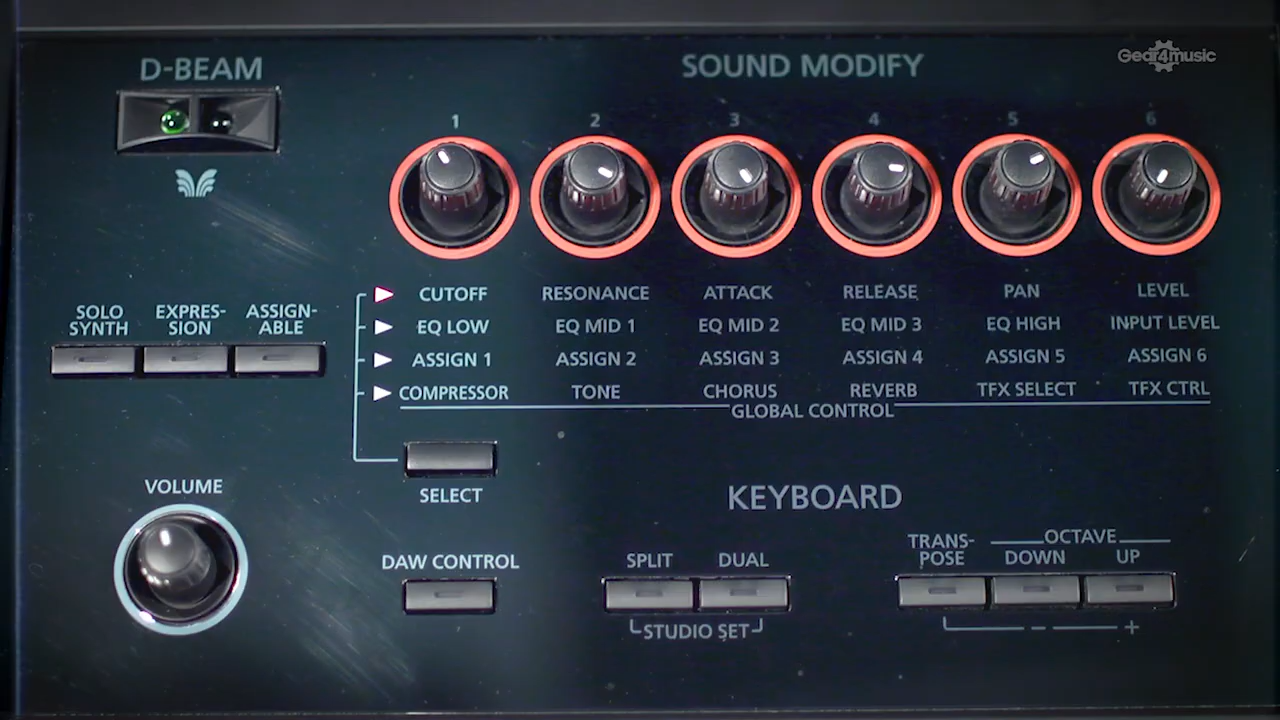 D-BEAM
SOUND MODIFY
Gear4music
1 2 3 4 5 6
SOLO SYNTH
EXPRES-SION
ASSIGN-ABLE
CUTOFF RESONANCE ATTACK RELEASE PAN LEVEL
EQ LOW EQ MID 1 EQ MID 2 EQ MID 3 EQ HIGH INPUT LEVEL
ASSIGN 1 ASSIGN 2 ASSIGN 3 ASSIGN 4 ASSIGN 5 ASSIGN 6
COMPRESSOR TONE CHORUS REVERB TFX SELECT TFX CTRL
GLOBAL CONTROL
SELECT
VOLUME
KEYBOARD
DAW CONTROL
SPLIT DUAL
STUDIO SET
TRANS-POSE
OCTAVE
DOWN UP
- +